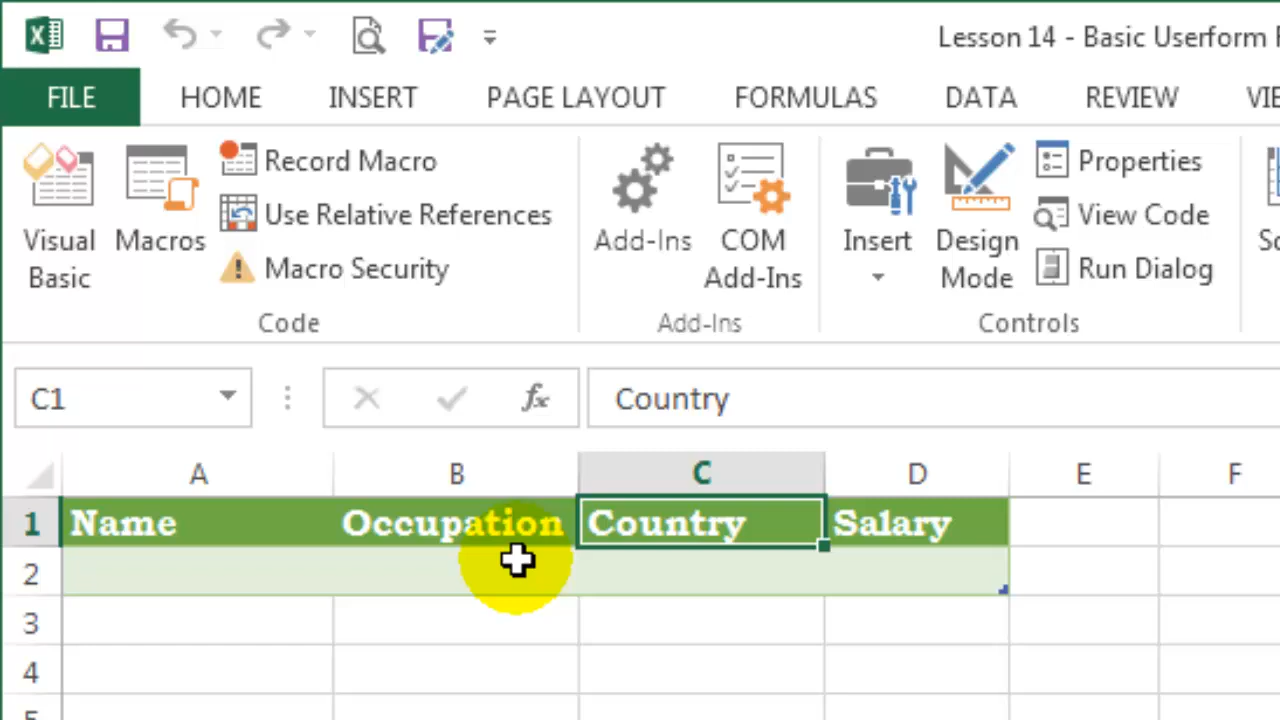 Lesson 14 - Basic Userform
FILE HOME INSERT PAGE LAYOUT FORMULAS DATA REVIEW
Visual Basic
Macros
Record Macro
Use Relative References
Macro Security
Code
Add-Ins
COM Add-Ins
Add-Ins
Insert
Design Mode
Properties
View Code
Run Dialog
Controls
C1 fx Country
A B C D E F
1 Name Occupation Country Salary
2
3
4
5